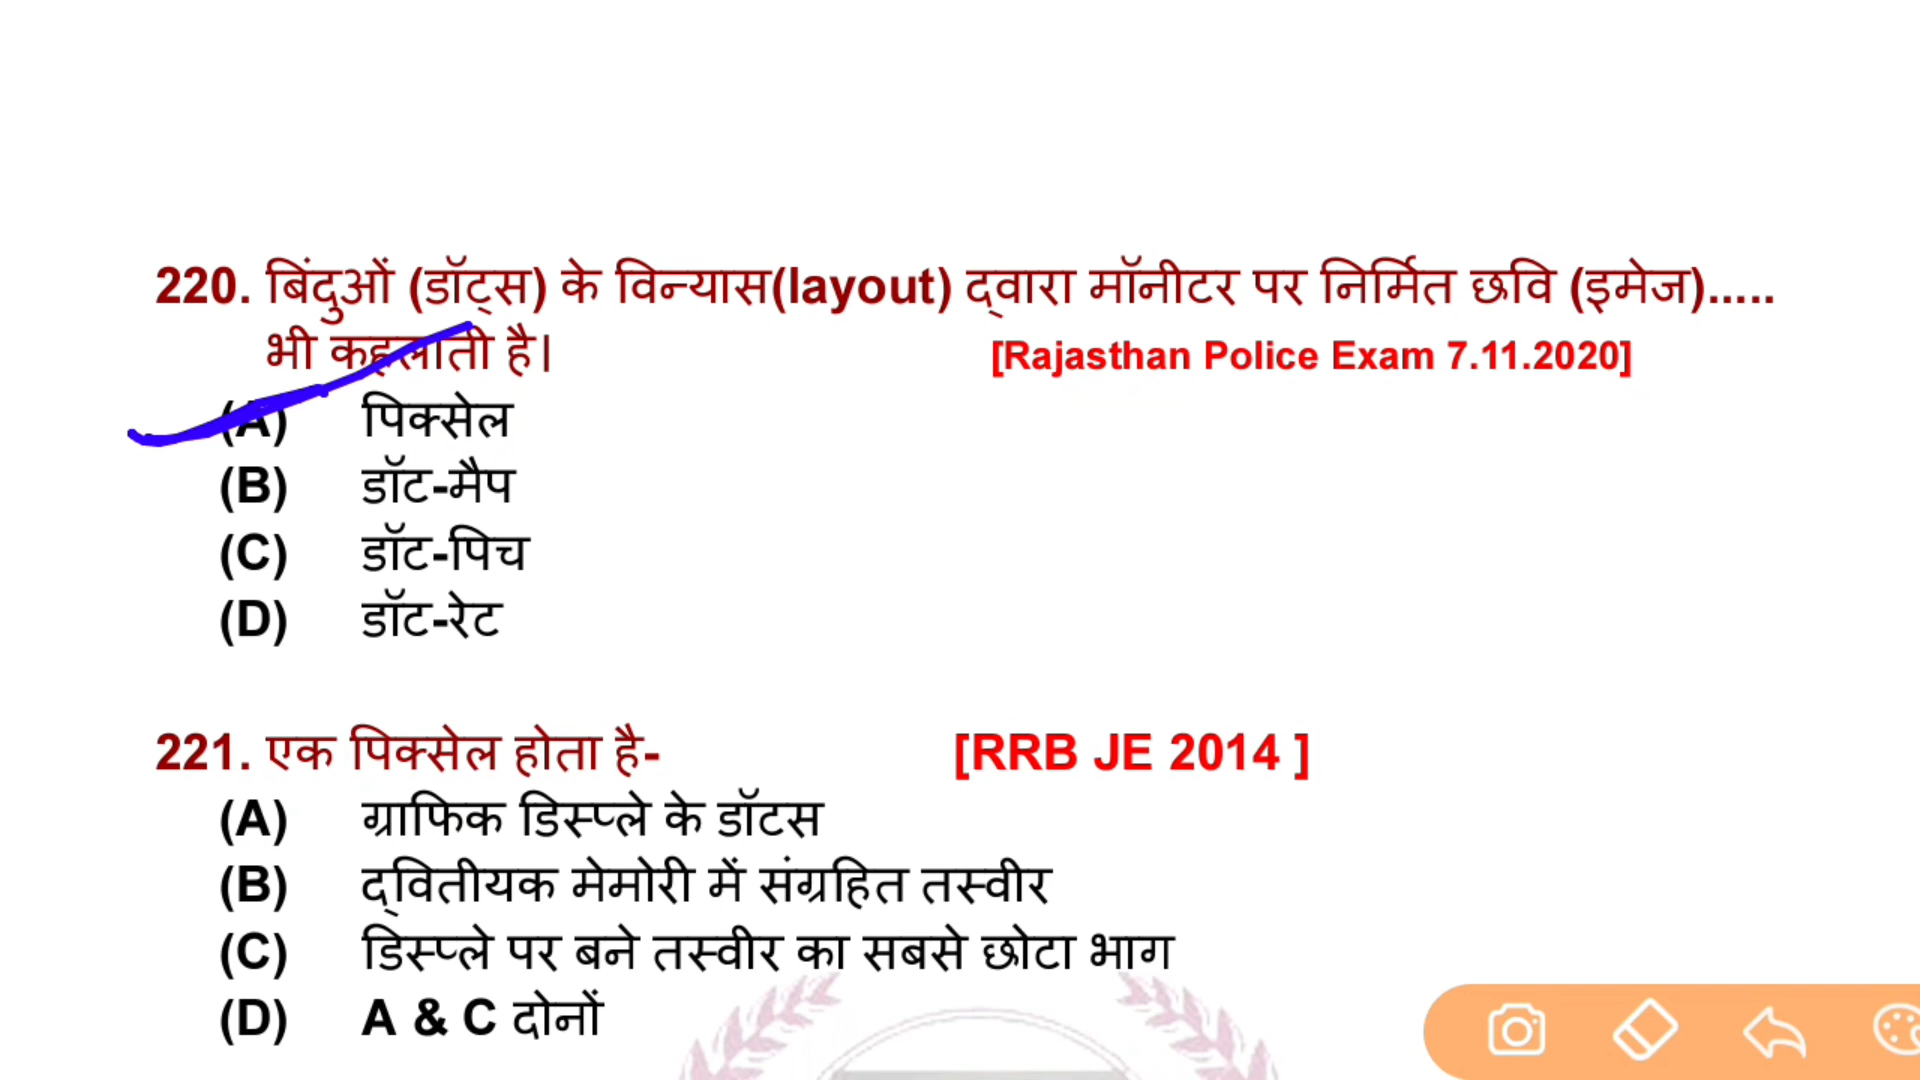 220. बिंदुओं (डॉट्स) के विन्यास(layout) द्वारा मॉनीटर पर निर्मित छवि (इमेज).....
भी कहलाती है। [Rajasthan Police Exam 7.11.2020]
(A) पिक्सेल
(B) डॉट-मैप
(C) डॉट-पिच
(D) डॉट-रेट
221. एक पिक्सेल होता है- [RRB JE 2014 ]
(A) ग्राफिक डिस्प्ले के डॉटस
(B) द्वितीयक मेमोरी में संग्रहित तस्वीर
(C) डिस्प्ले पर बने तस्वीर का सबसे छोटा भाग
(D) A & C दोनों